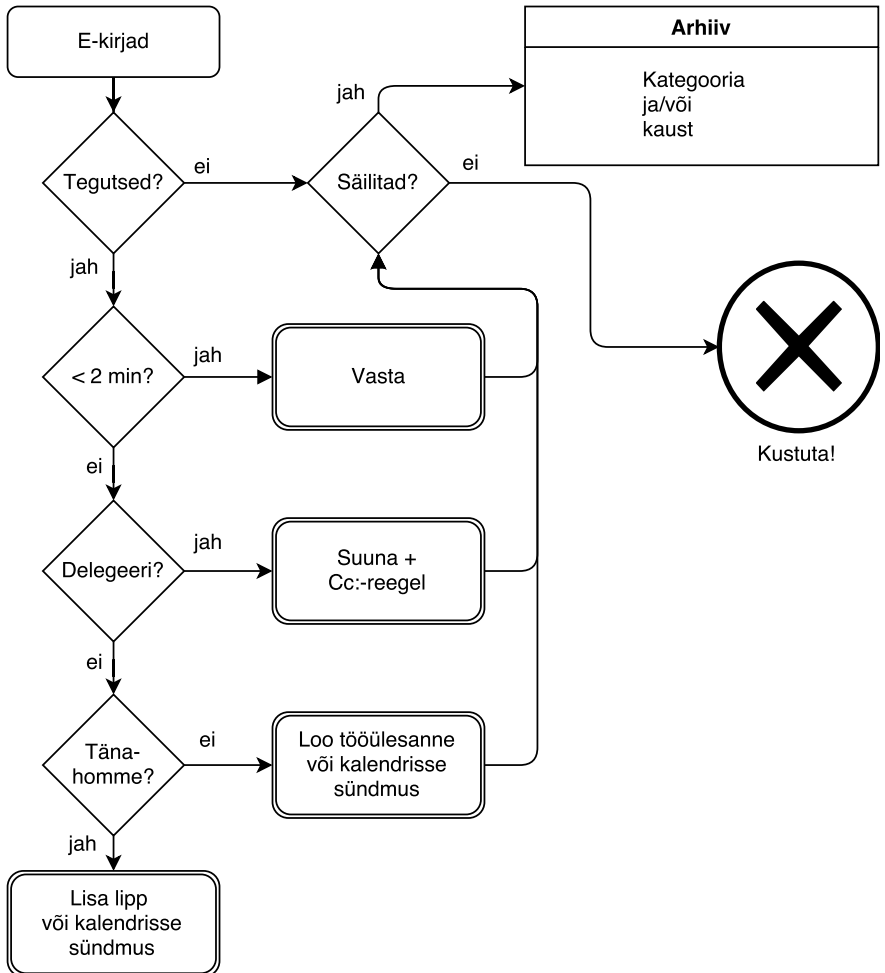 E-kirjad
Arhiiv
Kategooria
ja/või
kaust
jah
Tegutsed?
ei
Säilitad?
ei
jah
< 2 min?
jah
Vasta
Kustuta!
ei
Delegeeri?
jah
Suuna +
Cc:-reegel
ei
Täna-
homme?
ei
Loo tööülesanne
või kalendrisse
sündmus
jah
Lisa lipp
või kalendrisse
sündmus